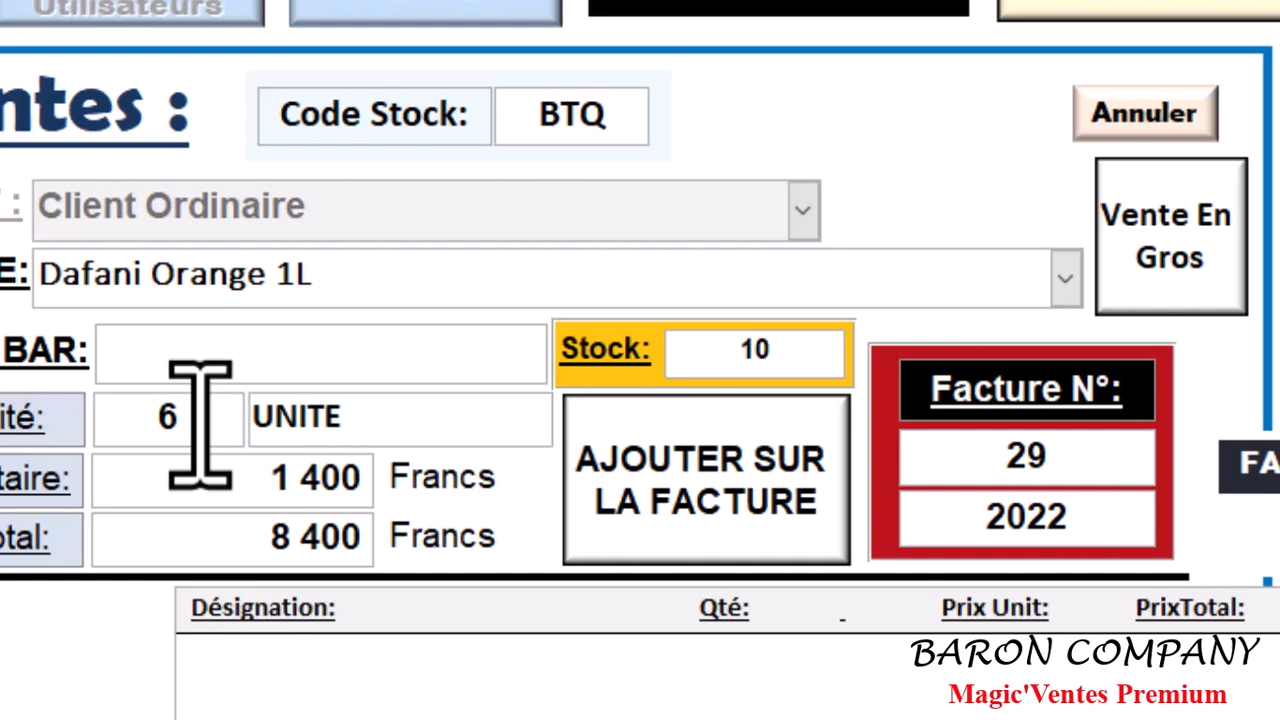 Utilisateurs
ntes :
Code Stock: BTQ
Annuler
Client Ordinaire
Vente En
Gros
E: Dafani Orange 1L
BAR:
Stock: 10
Facture N°:
ité: 6 UNITE
AJOUTER SUR
LA FACTURE
29
FA
taire: 1 400 Francs
2022
otal: 8 400 Francs
Désignation: Qté: Prix Unit: PrixTotal:
BARON COMPANY
Magic'Ventes Premium